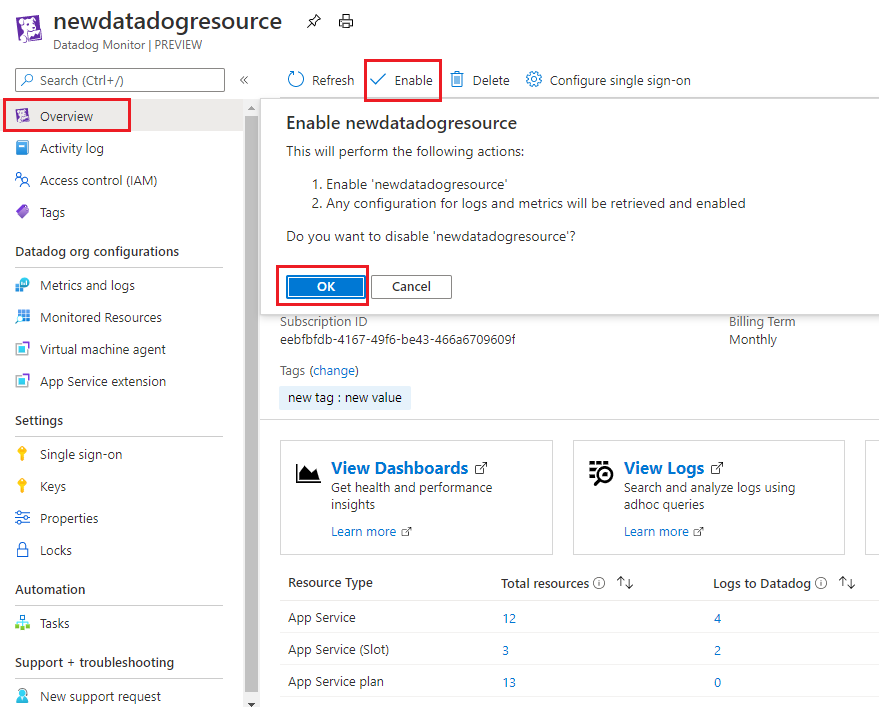 newdatadogresource
Datadog Monitor | PREVIEW
Search (Ctrl+/)
«
Refresh
Enable
Delete
Configure single sign-on
Overview
Activity log
Access control (IAM)
Tags
Datadog org configurations
Metrics and logs
Monitored Resources
Virtual machine agent
App Service extension
Settings
Single sign-on
Keys
Properties
Locks
Automation
Tasks
Support + troubleshooting
New support request
Enable newdatadogresource
This will perform the following actions:
1. Enable 'newdatadogresource'
2. Any configuration for logs and metrics will be retrieved and enabled
Do you want to disable 'newdatadogresource'?
OK
Cancel
Subscription ID
eebfbfdb-4167-49f6-be43-466a6709609f
Billing Term
Monthly
Tags (change)
new tag : new value
View Dashboards
Get health and performance
insights
Learn more
View Logs
Search and analyze logs using
adhoc queries
Learn more
Resource Type Total resources Logs to Datadog
App Service 12 4
App Service (Slot) 3 2
App Service plan 13 0